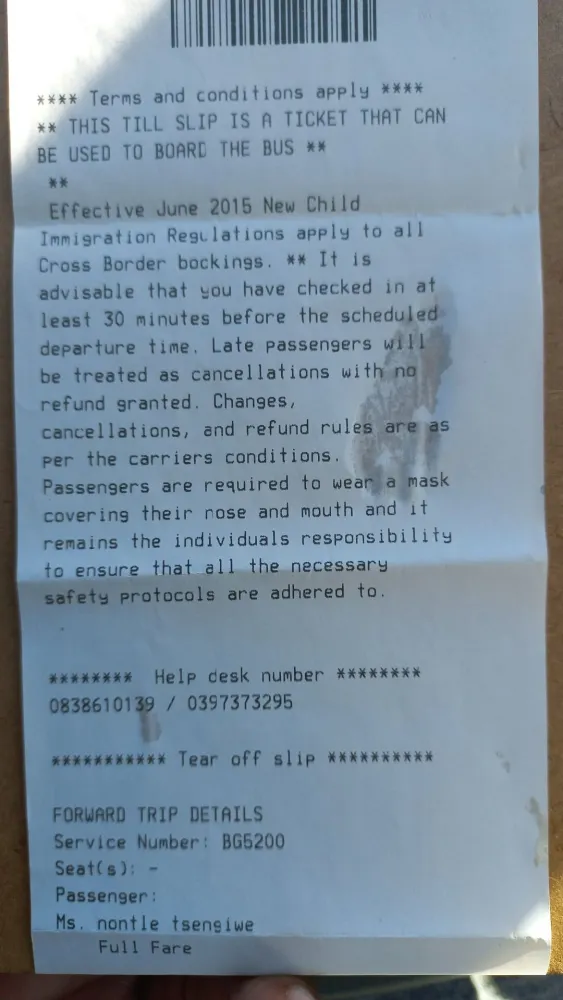 **** Terms and conditions apply ****
** THIS TILL SLIP IS A TICKET THAT CAN
BE USED TO BOARD THE BUS **
**
Effective June 2015 New Child
Immigration Regulations apply to all
Cross Border bockings. ** It is
advisable that you have checked in at
least 30 minutes before the scheduled
departure time. Late passengers will
be treated as cancellations with no
refund granted. Changes,
cancellations, and refund rules are as
per the carriers conditions.
Passengers are required to wear a mask
covering their nose and mouth and it
remains the individuals responsibility
to ensure that all the necessary
safety protocols are adhered to.
******** Help desk number ********
0838610139 / 0397373295
*********** Tear off slip **********
FORWARD TRIP DETAILS
Service Number: BG5200
Seat(s): -
Passenger:
Ms. nontle tsengiwe
Full Fare